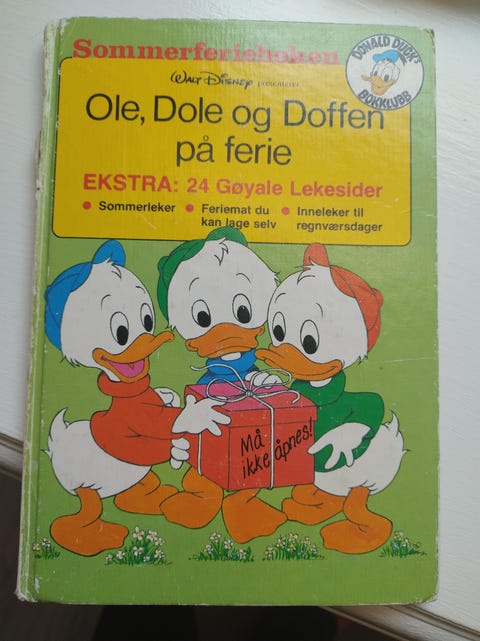 Sommerferieboken
DONALD DUCK'S
BOKKLUBB
WALT DISNEY presenterer
Ole, Dole og Doffen
på ferie
EKSTRA: 24 Gøyale Lekesider
• Sommerleker • Feriemat du • Inneleker til
kan lage selv regnværsdager
Må
ikke åpnes!